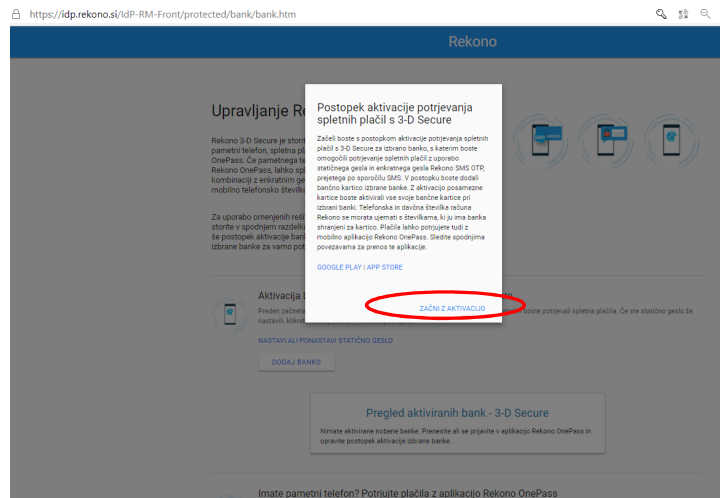 https://idp.rekono.si/IdP-RM-Front/protected/bank/bank.htm
Rekono
Upravljanje R
Rekono 3-D Secure je storit
pametni telefon, spletna pl
OnePass. Če pametnega te
Rekono OnePass, lahko sp
kombinaciji z enkratnim ge
mobilno telefonsko številk
Za uporabo omenjenih reši
storite v spodnjem razdelk
še postopek aktivacije ban
izbrane banke za varno pot
Postopek aktivacije potrjevanja
spletnih plačil s 3-D Secure
Začeli boste s postopkom aktivacije potrjevanja spletnih
plačil s 3-D Secure za izbrano banko, s katerim boste
omogočili potrjevanje spletnih plačil z uporabo
statičnega gesla in enkratnega gesla Rekono SMS OTP,
prejetega po sporočilu SMS. V postopku boste dodali
bančno kartico izbrane banke. Z aktivacijo posamezne
kartice boste aktivirali vse svoje bančne kartice pri
izbrani banki. Telefonska in davčna številka računa
Rekono se morata ujemati s številkama, ki ju ima banka
shranjeni za kartico. Plačila lahko potrjujete tudi z
mobilno aplikacijo Rekono OnePass. Sledite spodnjima
povezavama za prenos te aplikacije.
GOOGLE PLAY I APP STORE
ZAČNI Z AKTIVACIJO
Aktivacija
Preden začnete
boste potrjevali spletna plačila. Če ste statično geslo že
nastavili, klikni
NASTAVI ALI PONASTAVI STATIČNO GESLO
DODAJ BANKO
Pregled aktiviranih bank - 3-D Secure
Nimate aktivirane nobene banke. Prenesite ali se prijavite v aplikacijo Rekono OnePass in
opravite postopek aktivacije izbrane banke.
Imate pametni telefon? Potrjujte plačila z aplikacijo Rekono OnePass